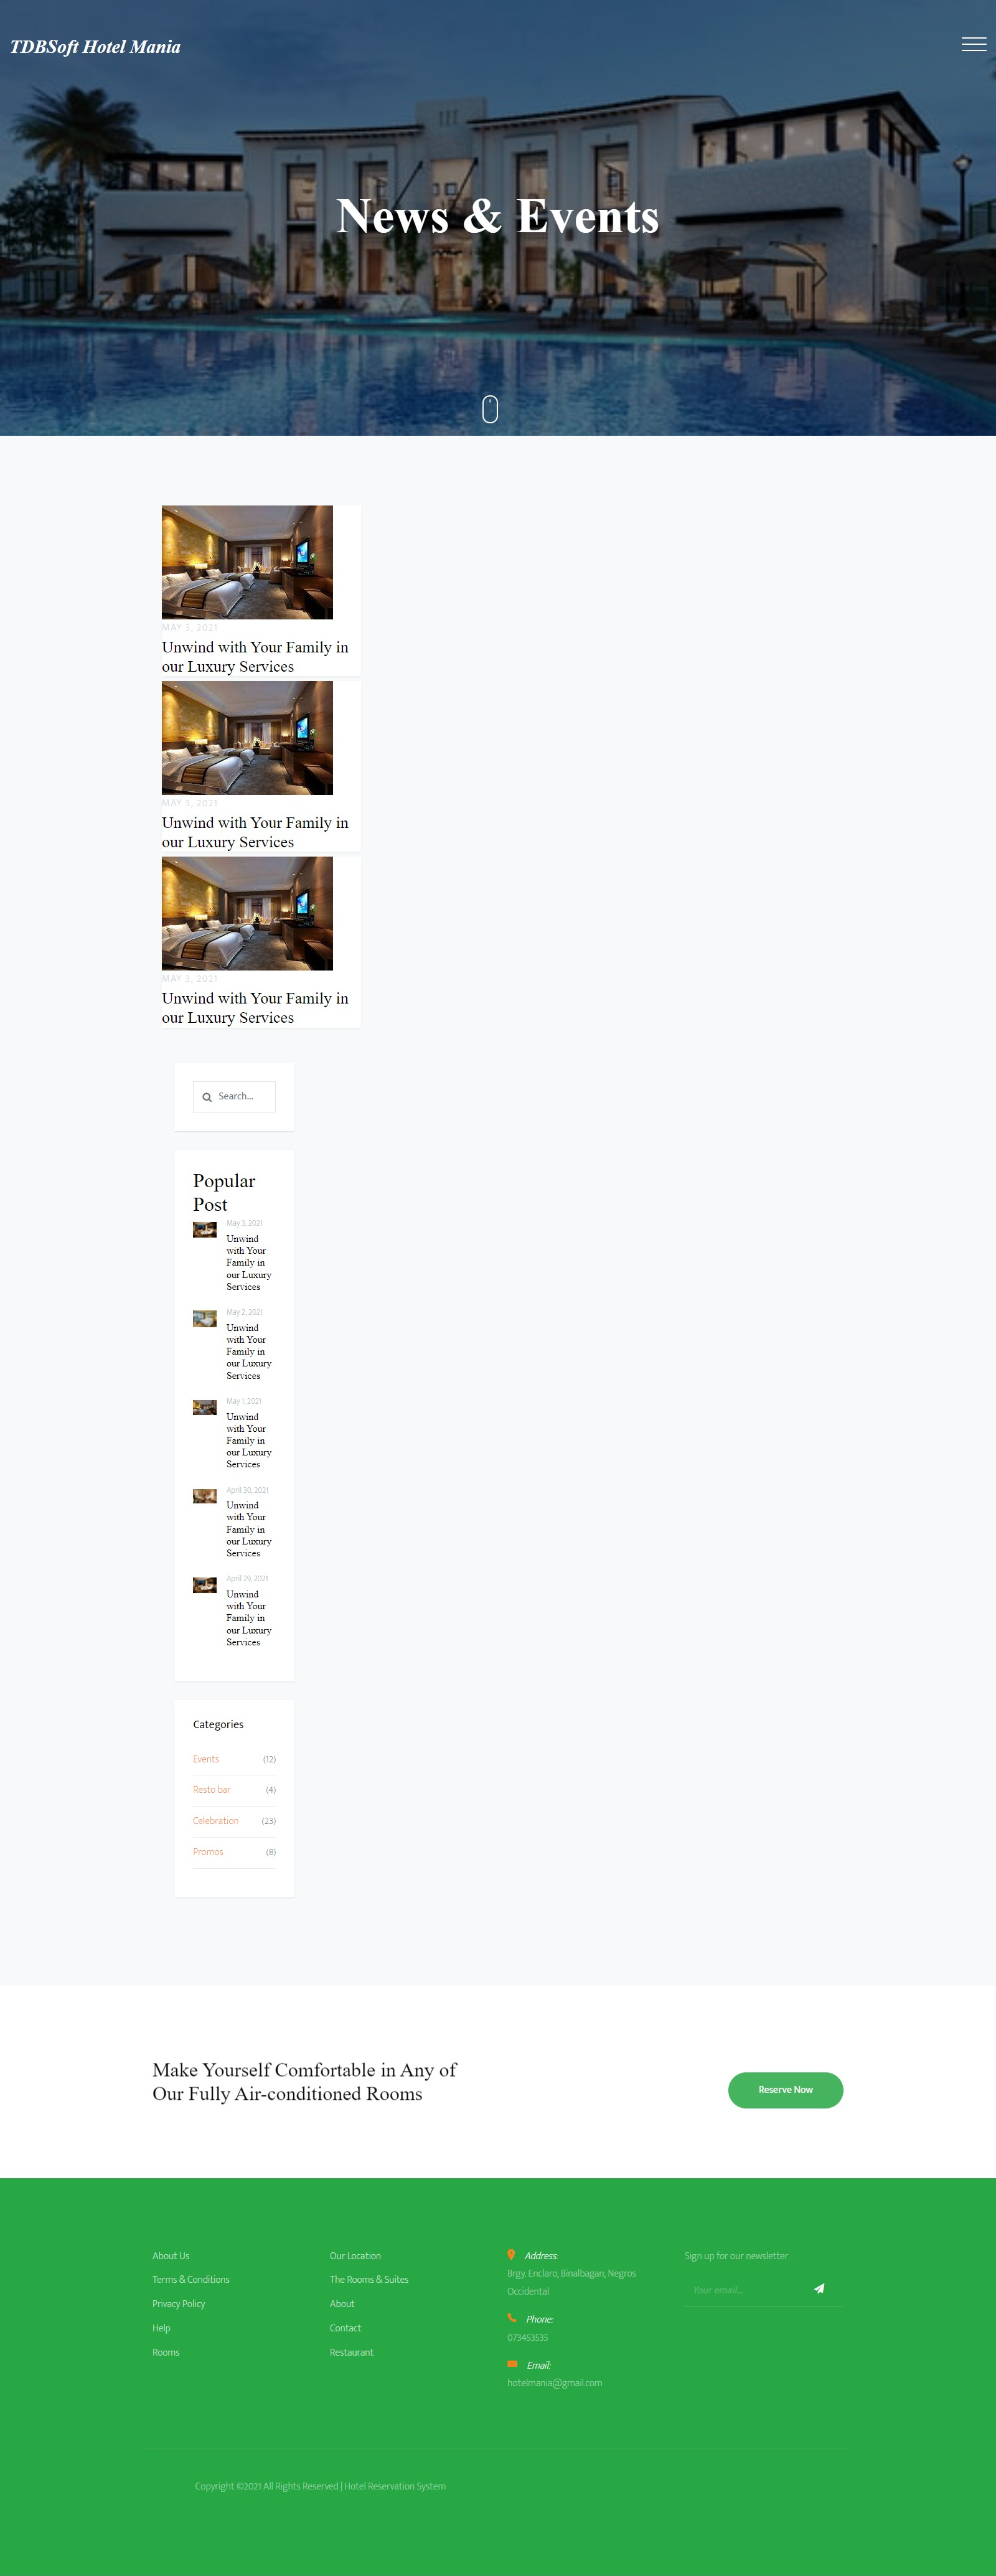 TDBSoft Hotel Mania
News & Events
MAY 3, 2021
Unwind with Your Family in
our Luxury Services
MAY 3, 2021
Unwind with Your Family in
our Luxury Services
MAY 3, 2021
Unwind with Your Family in
our Luxury Services
Search...
Popular
Post
May 3, 2021
Unwind
with Your
Family in
our Luxury
Services
May 2, 2021
Unwind
with Your
Family in
our Luxury
Services
May 1, 2021
Unwind
with Your
Family in
our Luxury
Services
April 30, 2021
Unwind
with Your
Family in
our Luxury
Services
April 29, 2021
Unwind
with Your
Family in
our Luxury
Services
Categories
Events (12)
Resto bar (4)
Celebration (23)
Promos (8)
Make Yourself Comfortable in Any of
Our Fully Air-conditioned Rooms
Reserve Now
About Us
Terms & Conditions
Privacy Policy
Help
Rooms
Our Location
The Rooms & Suites
About
Contact
Restaurant
Address:
Brgy. Enclaro, Binalbagan, Negros
Occidental
Phone:
073453535
Email:
hotelmania@gmail.com
Sign up for our newsletter
Your email...
Copyright ©2021 All Rights Reserved | Hotel Reservation System